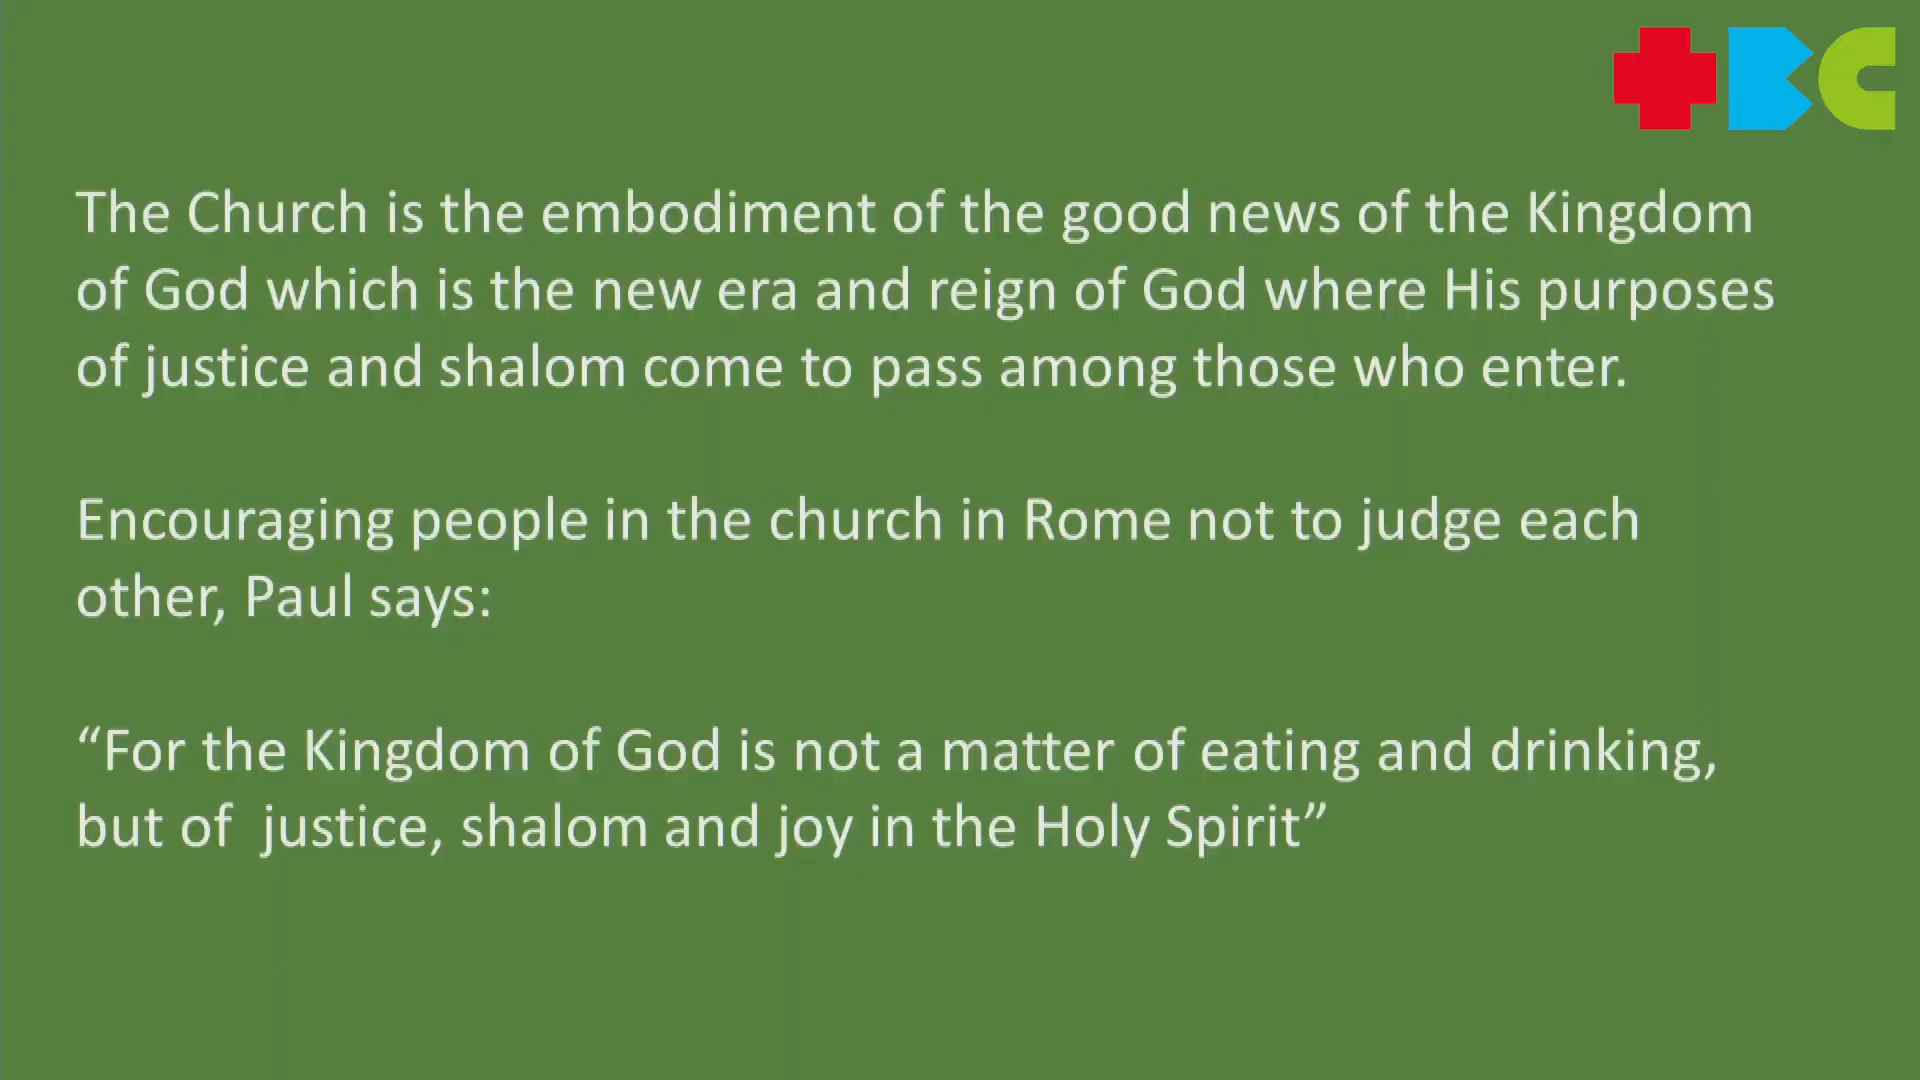 BC
The Church is the embodiment of the good news of the Kingdom
of God which is the new era and reign of God where His purposes
of justice and shalom come to pass among those who enter.
Encouraging people in the church in Rome not to judge each
other, Paul says:
“For the Kingdom of God is not a matter of eating and drinking,
but of  justice, shalom and joy in the Holy Spirit”